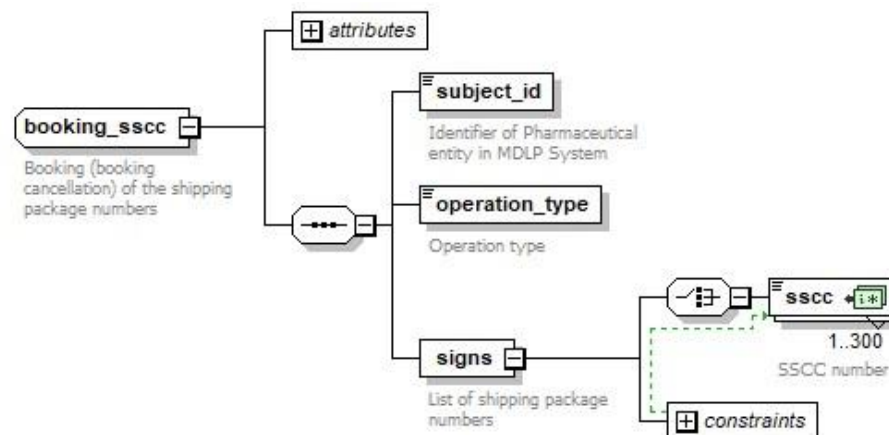 attributes
subject_id
Identifier of Pharmaceutical
entity in MDLP System
booking_sscc
Booking (booking
cancellation) of the shipping
package numbers
operation_type
Operation type
sscc
1..300
SSCC number
signs
List of shipping package
numbers
constraints